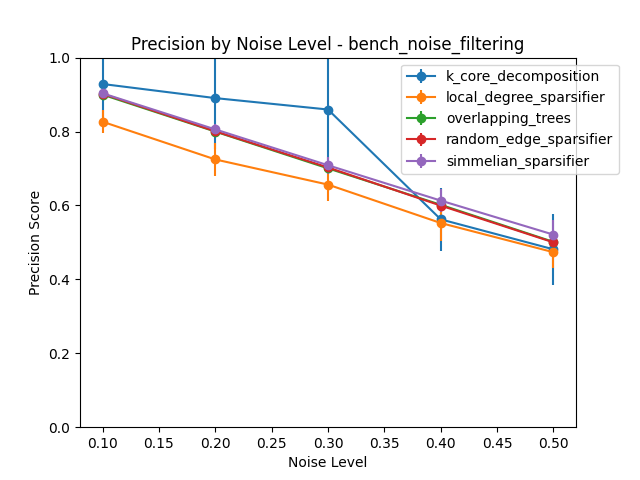 Precision by Noise Level - bench_noise_filtering
k_core_decomposition
local_degree_sparsifier
overlapping_trees
random_edge_sparsifier
simmelian_sparsifier
Precision Score
1.0
0.8
0.6
0.4
0.2
0.0
0.10 0.15 0.20 0.25 0.30 0.35 0.40 0.45 0.50
Noise Level